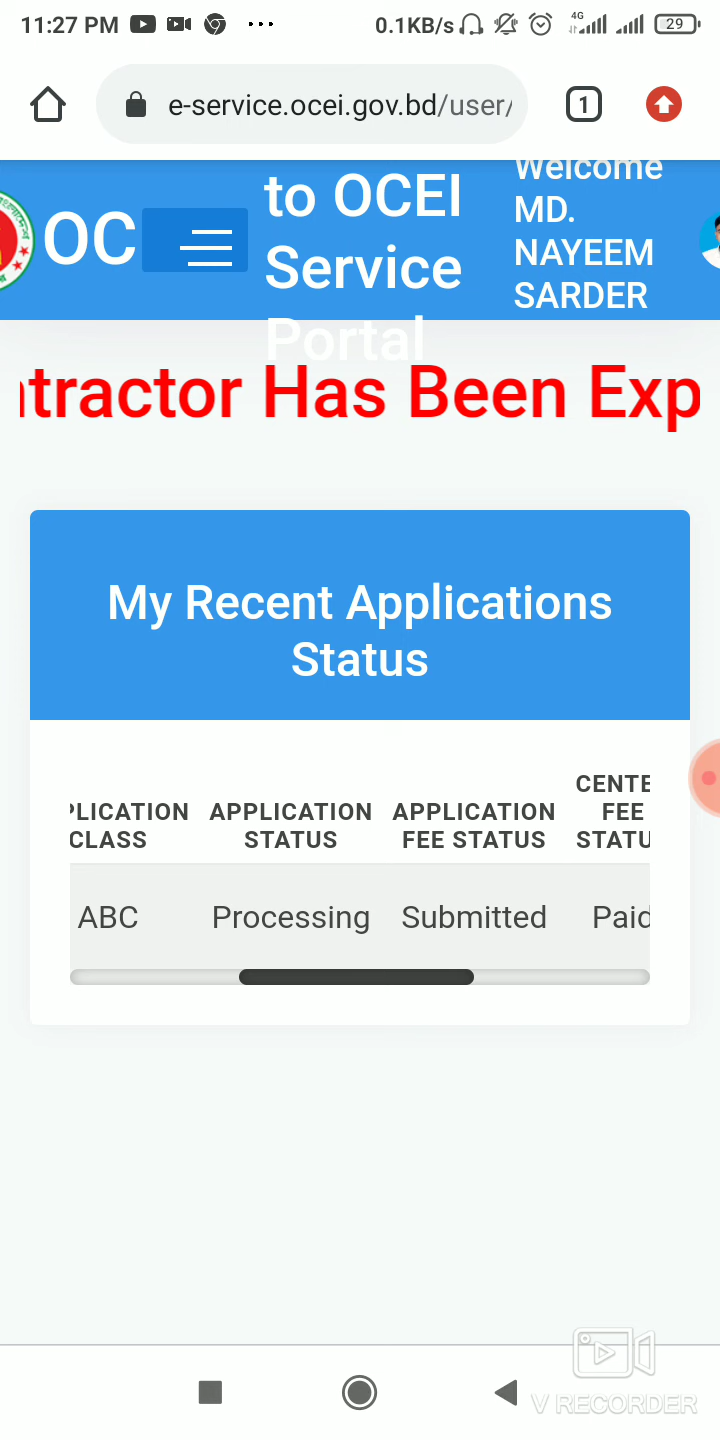 11:27 PM
0.1KB/s
4G
29
e-service.ocei.gov.bd/user/
1
OC
to OCEI
Service
Portal
Welcome
MD.
NAYEEM
SARDER
ntractor Has Been Exp
My Recent Applications
Status
PLICATION
CLASS
APPLICATION
STATUS
APPLICATION
FEE STATUS
CENTE
FEE
STATU
ABC
Processing
Submitted
Paid
V RECORDER